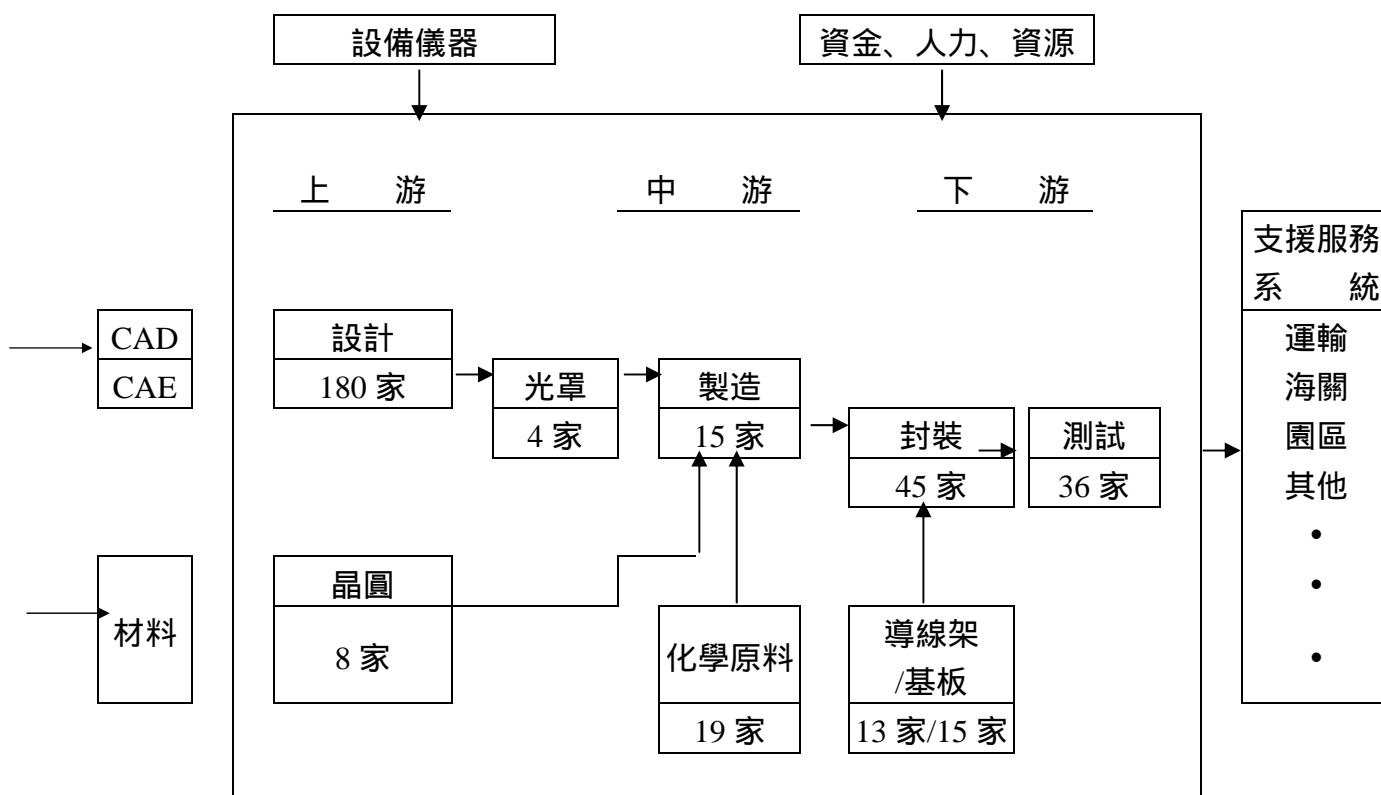 設備儀器
資金、人力、資源
上 游
中 游
下 游
CAD
CAE
設計
180 家
光罩
4 家
製造
15 家
封裝
45 家
測試
36 家
材料
晶圓
8 家
化學原料
19 家
導線架
/基板
13 家/15 家
支援服務
系 統
運輸
海關
園區
其他
•
•
•